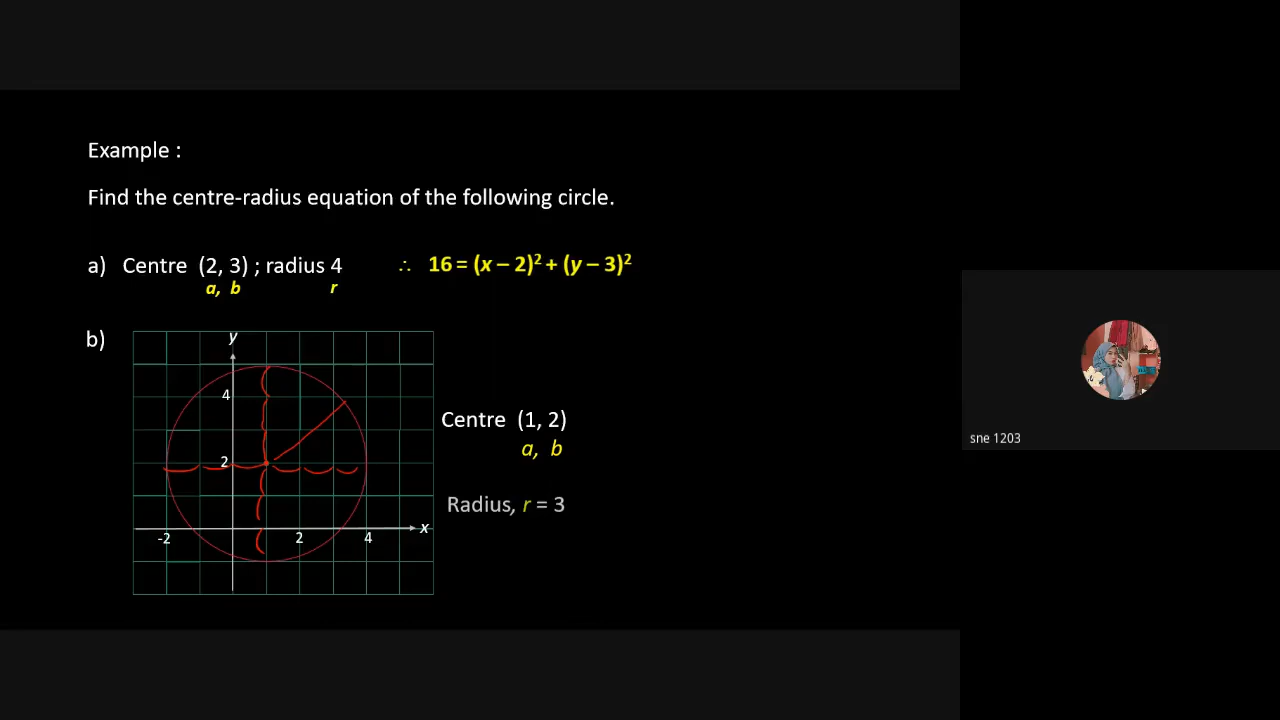 Example :
Find the centre-radius equation of the following circle.
a) Centre (2, 3) ; radius 4 ∴ 16 = (x – 2)² + (y – 3)²
a, b r
b)
y
4
2
-2 2 4 x
Centre (1, 2)
a, b
Radius, r = 3
sne 1203